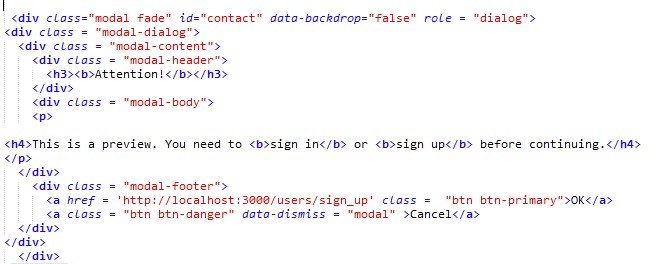 <div class="modal fade" id="contact" data-backdrop="false" role = "dialog">
<div class = "modal-dialog">
<div class = "modal-content">
<div class = "modal-header">
<h3><b>Attention!</b></h3>
</div>
<div class = "modal-body">
<p>
<h4>This is a preview. You need to <b>sign in</b> or <b>sign up</b> before continuing.</h4>
</p>
</div>
<div class = "modal-footer">
<a href = 'http://localhost:3000/users/sign_up' class =  "btn btn-primary">OK</a>
<a class = "btn btn-danger" data-dismiss = "modal" >Cancel</a>
</div>
</div>
</div>